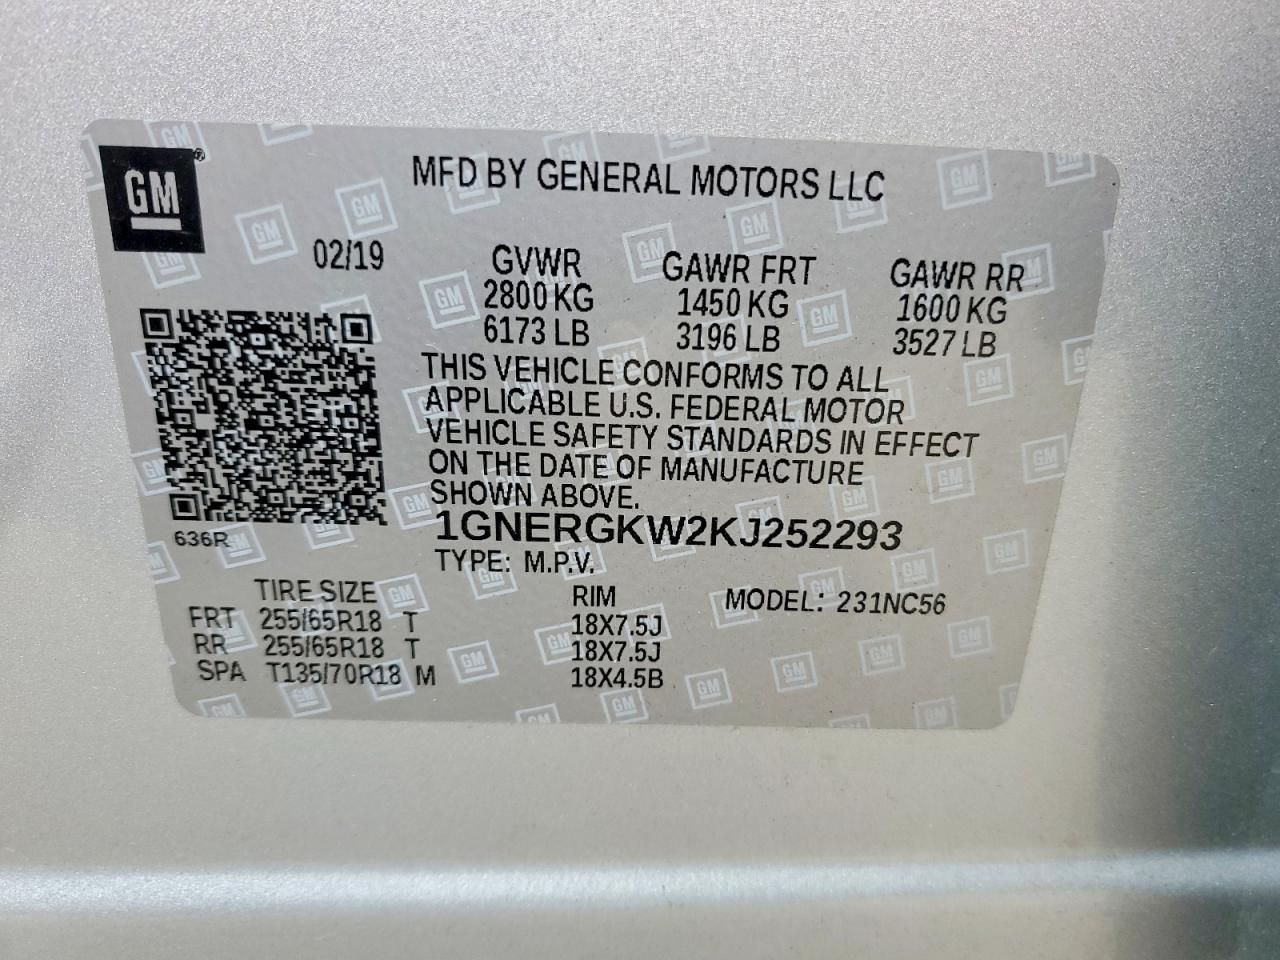 GM®
MFD BY GENERAL MOTORS LLC
02/19
GVWR GAWR FRT GAWR RR
2800 KG 1450 KG 1600 KG
6173 LB 3196 LB 3527 LB
THIS VEHICLE CONFORMS TO ALL
APPLICABLE U.S. FEDERAL MOTOR
VEHICLE SAFETY STANDARDS IN EFFECT
ON THE DATE OF MANUFACTURE
SHOWN ABOVE.
636R
1GNERGKW2KJ252293
TYPE: M.P.V.
TIRE SIZE RIM MODEL: 231NC56
FRT 255/65R18 T 18X7.5J
RR 255/65R18 T 18X7.5J
SPA T135/70R18 M 18X4.5B